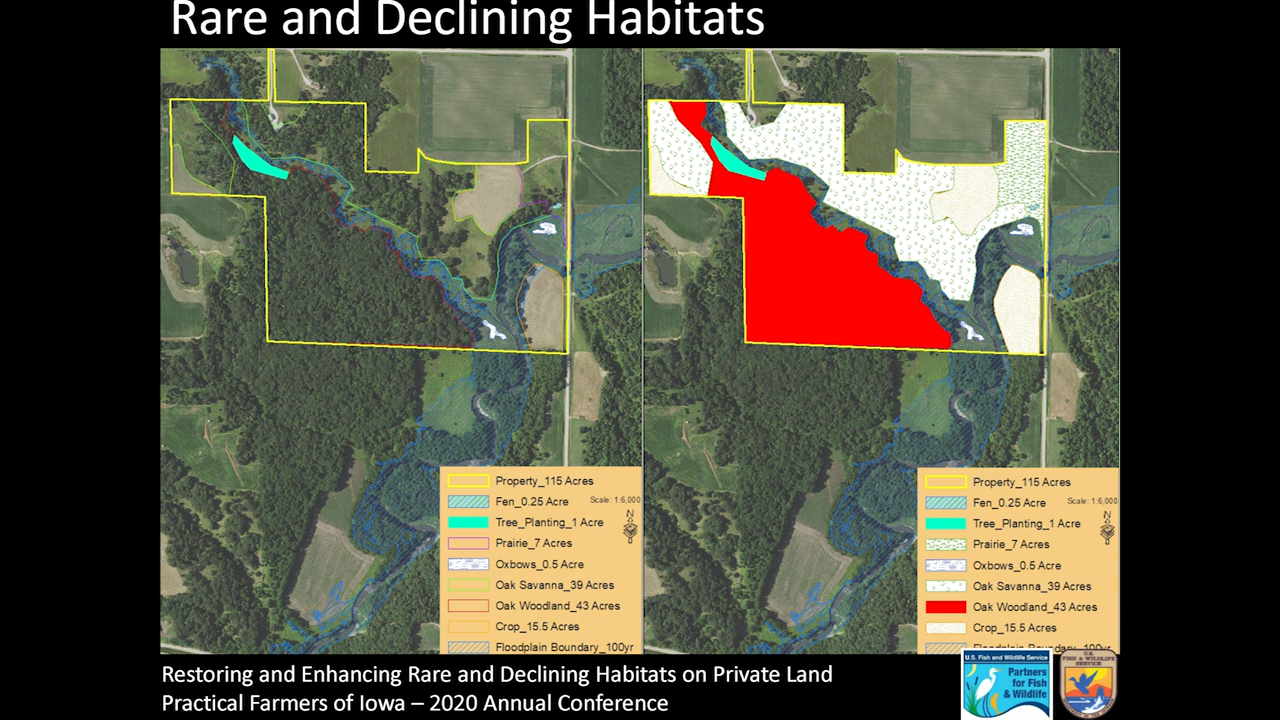 Rare and Declining Habitats
Property_115 Acres
Fen_0.25 Acre
Scale: 1:6,000
Tree_Planting_1 Acre
N
Prairie_7 Acres
Oxbows_0.5 Acre
Oak Savanna_39 Acres
Oak Woodland_43 Acres
Crop_15.5 Acres
Floodplain Boundary_100yr
Property_115 Acres
Fen_0.25 Acre
Scale: 1:6,000
Tree_Planting_1 Acre
N
Prairie_7 Acres
Oxbows_0.5 Acre
Oak Savanna_39 Acres
Oak Woodland_43 Acres
Crop_15.5 Acres
Floodplain Boundary_100yr
Restoring and Enhancing Rare and Declining Habitats on Private Land
Practical Farmers of Iowa – 2020 Annual Conference
U.S. Fish and Wildlife Service
Partners
for Fish
& Wildlife
U.S.
FISH & WILDLIFE
SERVICE